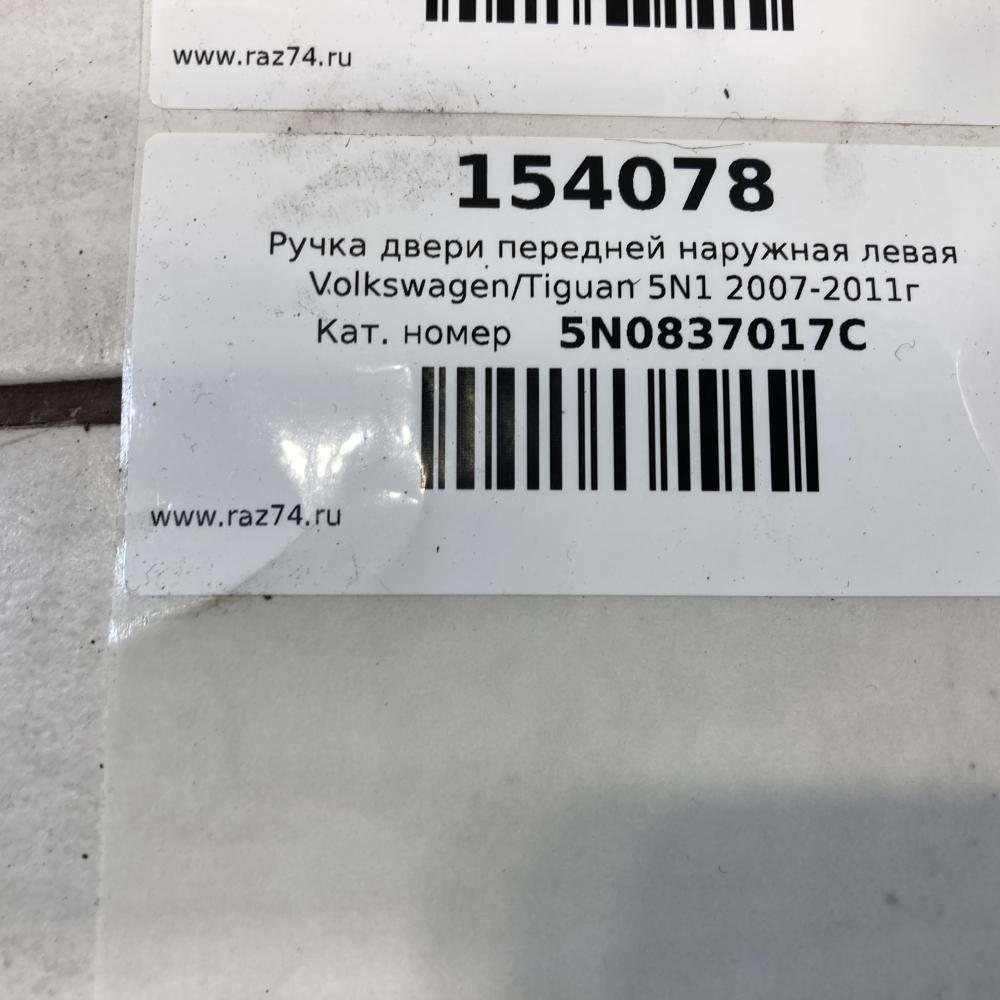 www.raz74.ru
154078
Ручка двери передней наружная левая
Volkswagen/Tiguan 5N1 2007-2011г
Кат. номер 5N0837017C
www.raz74.ru